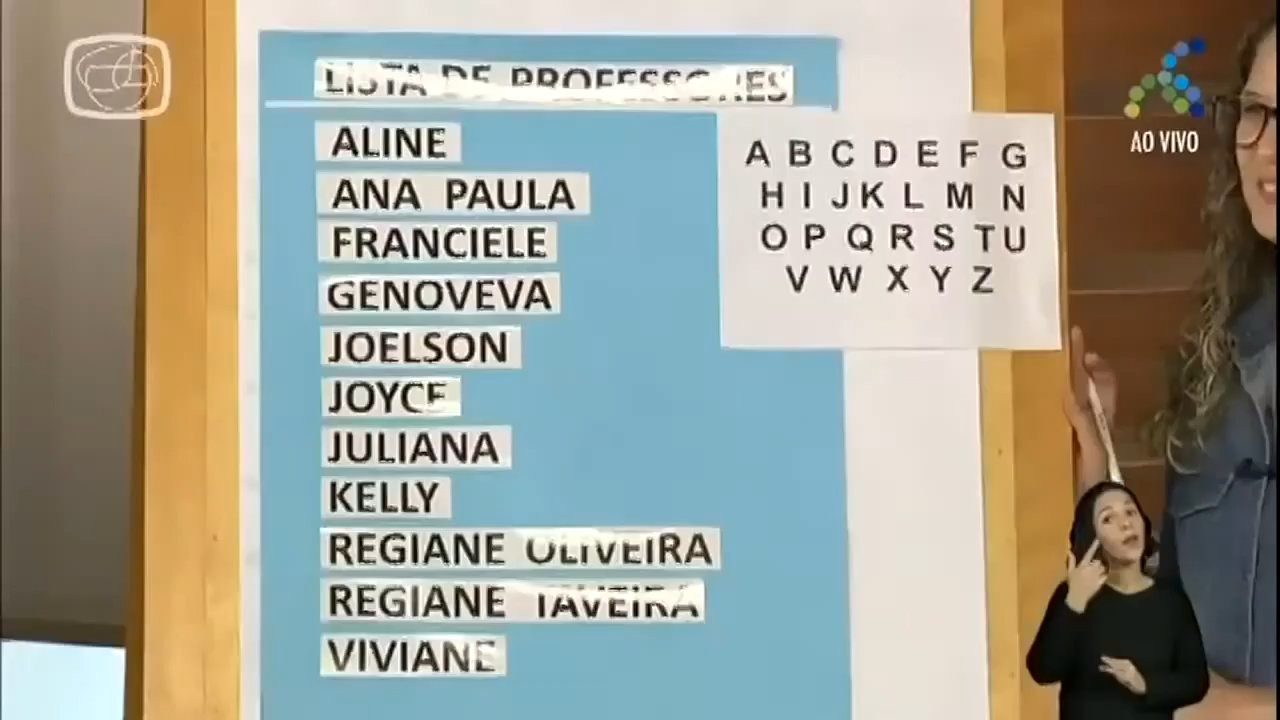 LISTA DE PROFESSORES
ALINE
ANA PAULA
FRANCIELE
GENOVEVA
JOELSON
JOYCE
JULIANA
KELLY
REGIANE OLIVEIRA
REGIANE TAVEIRA
VIVIANE
A B C D E F G
H I J K L M N
O P Q R S T U
V W X Y Z
AO VIVO